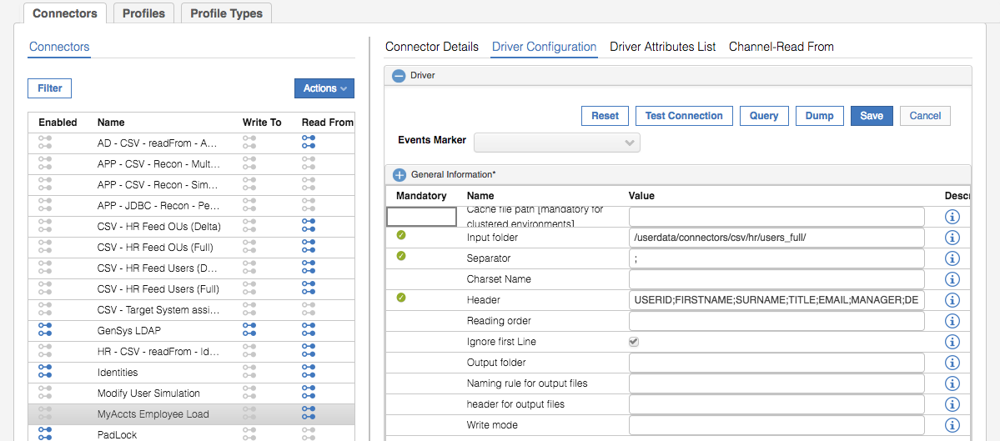 Connectors Profiles Profile Types
Connectors
Filter Actions
Enabled Name Write To Read From
AD - CSV - readFrom - A...
APP - CSV - Recon - Mult...
APP - CSV - Recon - Sim...
APP - JDBC - Recon - Pe...
CSV - HR Feed OUs (Delta)
CSV - HR Feed OUs (Full)
CSV - HR Feed Users (D...
CSV - HR Feed Users (Full)
CSV - Target System assi...
GenSys LDAP
HR - CSV - readFrom - Id...
Identities
Modify User Simulation
MyAccts Employee Load
PadLock
Connector Details Driver Configuration Driver Attributes List Channel-Read From
Driver
Reset Test Connection Query Dump Save Cancel
Events Marker
General Information*
Mandatory Name Value Descr
Cache file path [mandatory for
clustered environments]
Input folder /userdata/connectors/csv/hr/users_full/
Separator ;
Charset Name
Header USERID;FIRSTNAME;SURNAME;TITLE;EMAIL;MANAGER;DE
Reading order
Ignore first Line
Output folder
Naming rule for output files
header for output files
Write mode